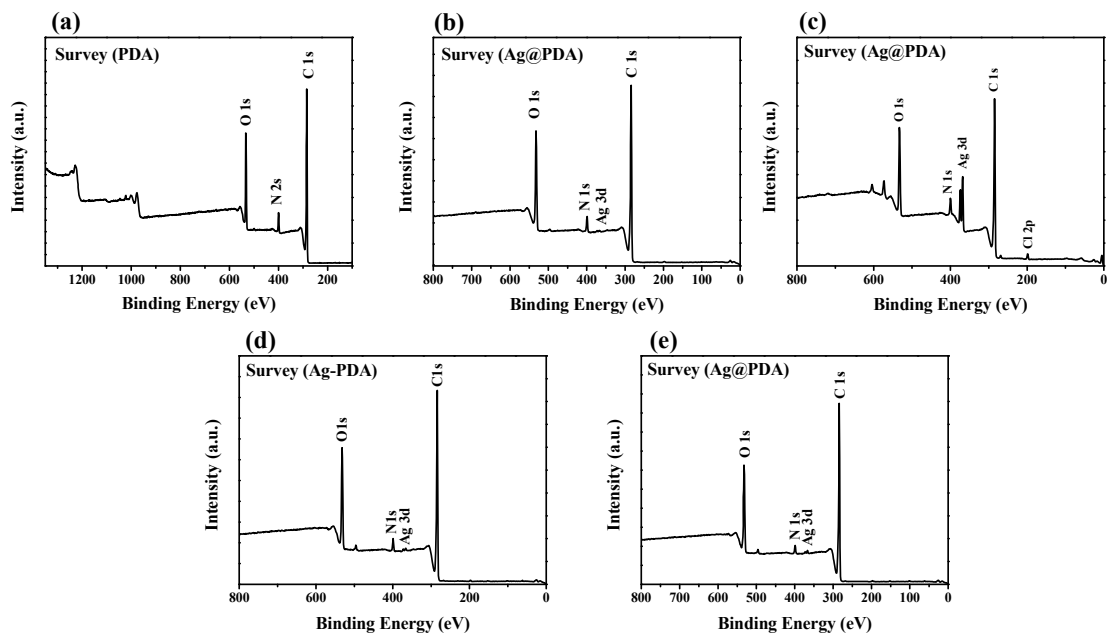 (a)
Survey (PDA)
O 1s
N 2s
C 1s
Intensity (a.u.)
1200 1000 800 600 400 200
Binding Energy (eV)
(b)
Survey (Ag@PDA)
O 1s
N 1s
Ag 3d
C 1s
Intensity (a.u.)
800 700 600 500 400 300 200 100 0
Binding Energy (eV)
(c)
Survey (Ag@PDA)
O 1s
N 1s
Ag 3d
C 1s
Cl 2p
Intensity (a.u.)
800 600 400 200 0
Binding Energy (eV)
(d)
Survey (Ag-PDA)
O1s
N1s
Ag 3d
C1s
Intensity (a.u.)
800 600 400 200 0
Binding Energy (eV)
(e)
Survey (Ag@PDA)
O 1s
N 1s
Ag 3d
C 1s
Intensity (a.u.)
800 700 600 500 400 300 200 100 0
Binding Energy (eV)